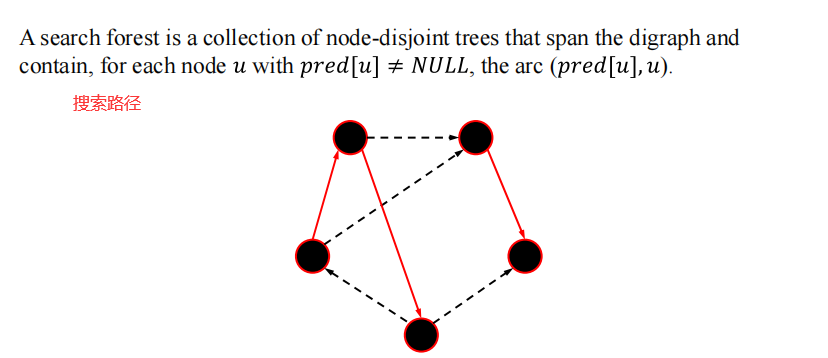 A search forest is a collection of node-disjoint trees that span the digraph and
contain, for each node 𝑢 with 𝑝𝑟𝑒𝑑[𝑢] ≠ 𝑁𝑈𝐿𝐿, the arc (𝑝𝑟𝑒𝑑[𝑢], 𝑢).
搜索路径